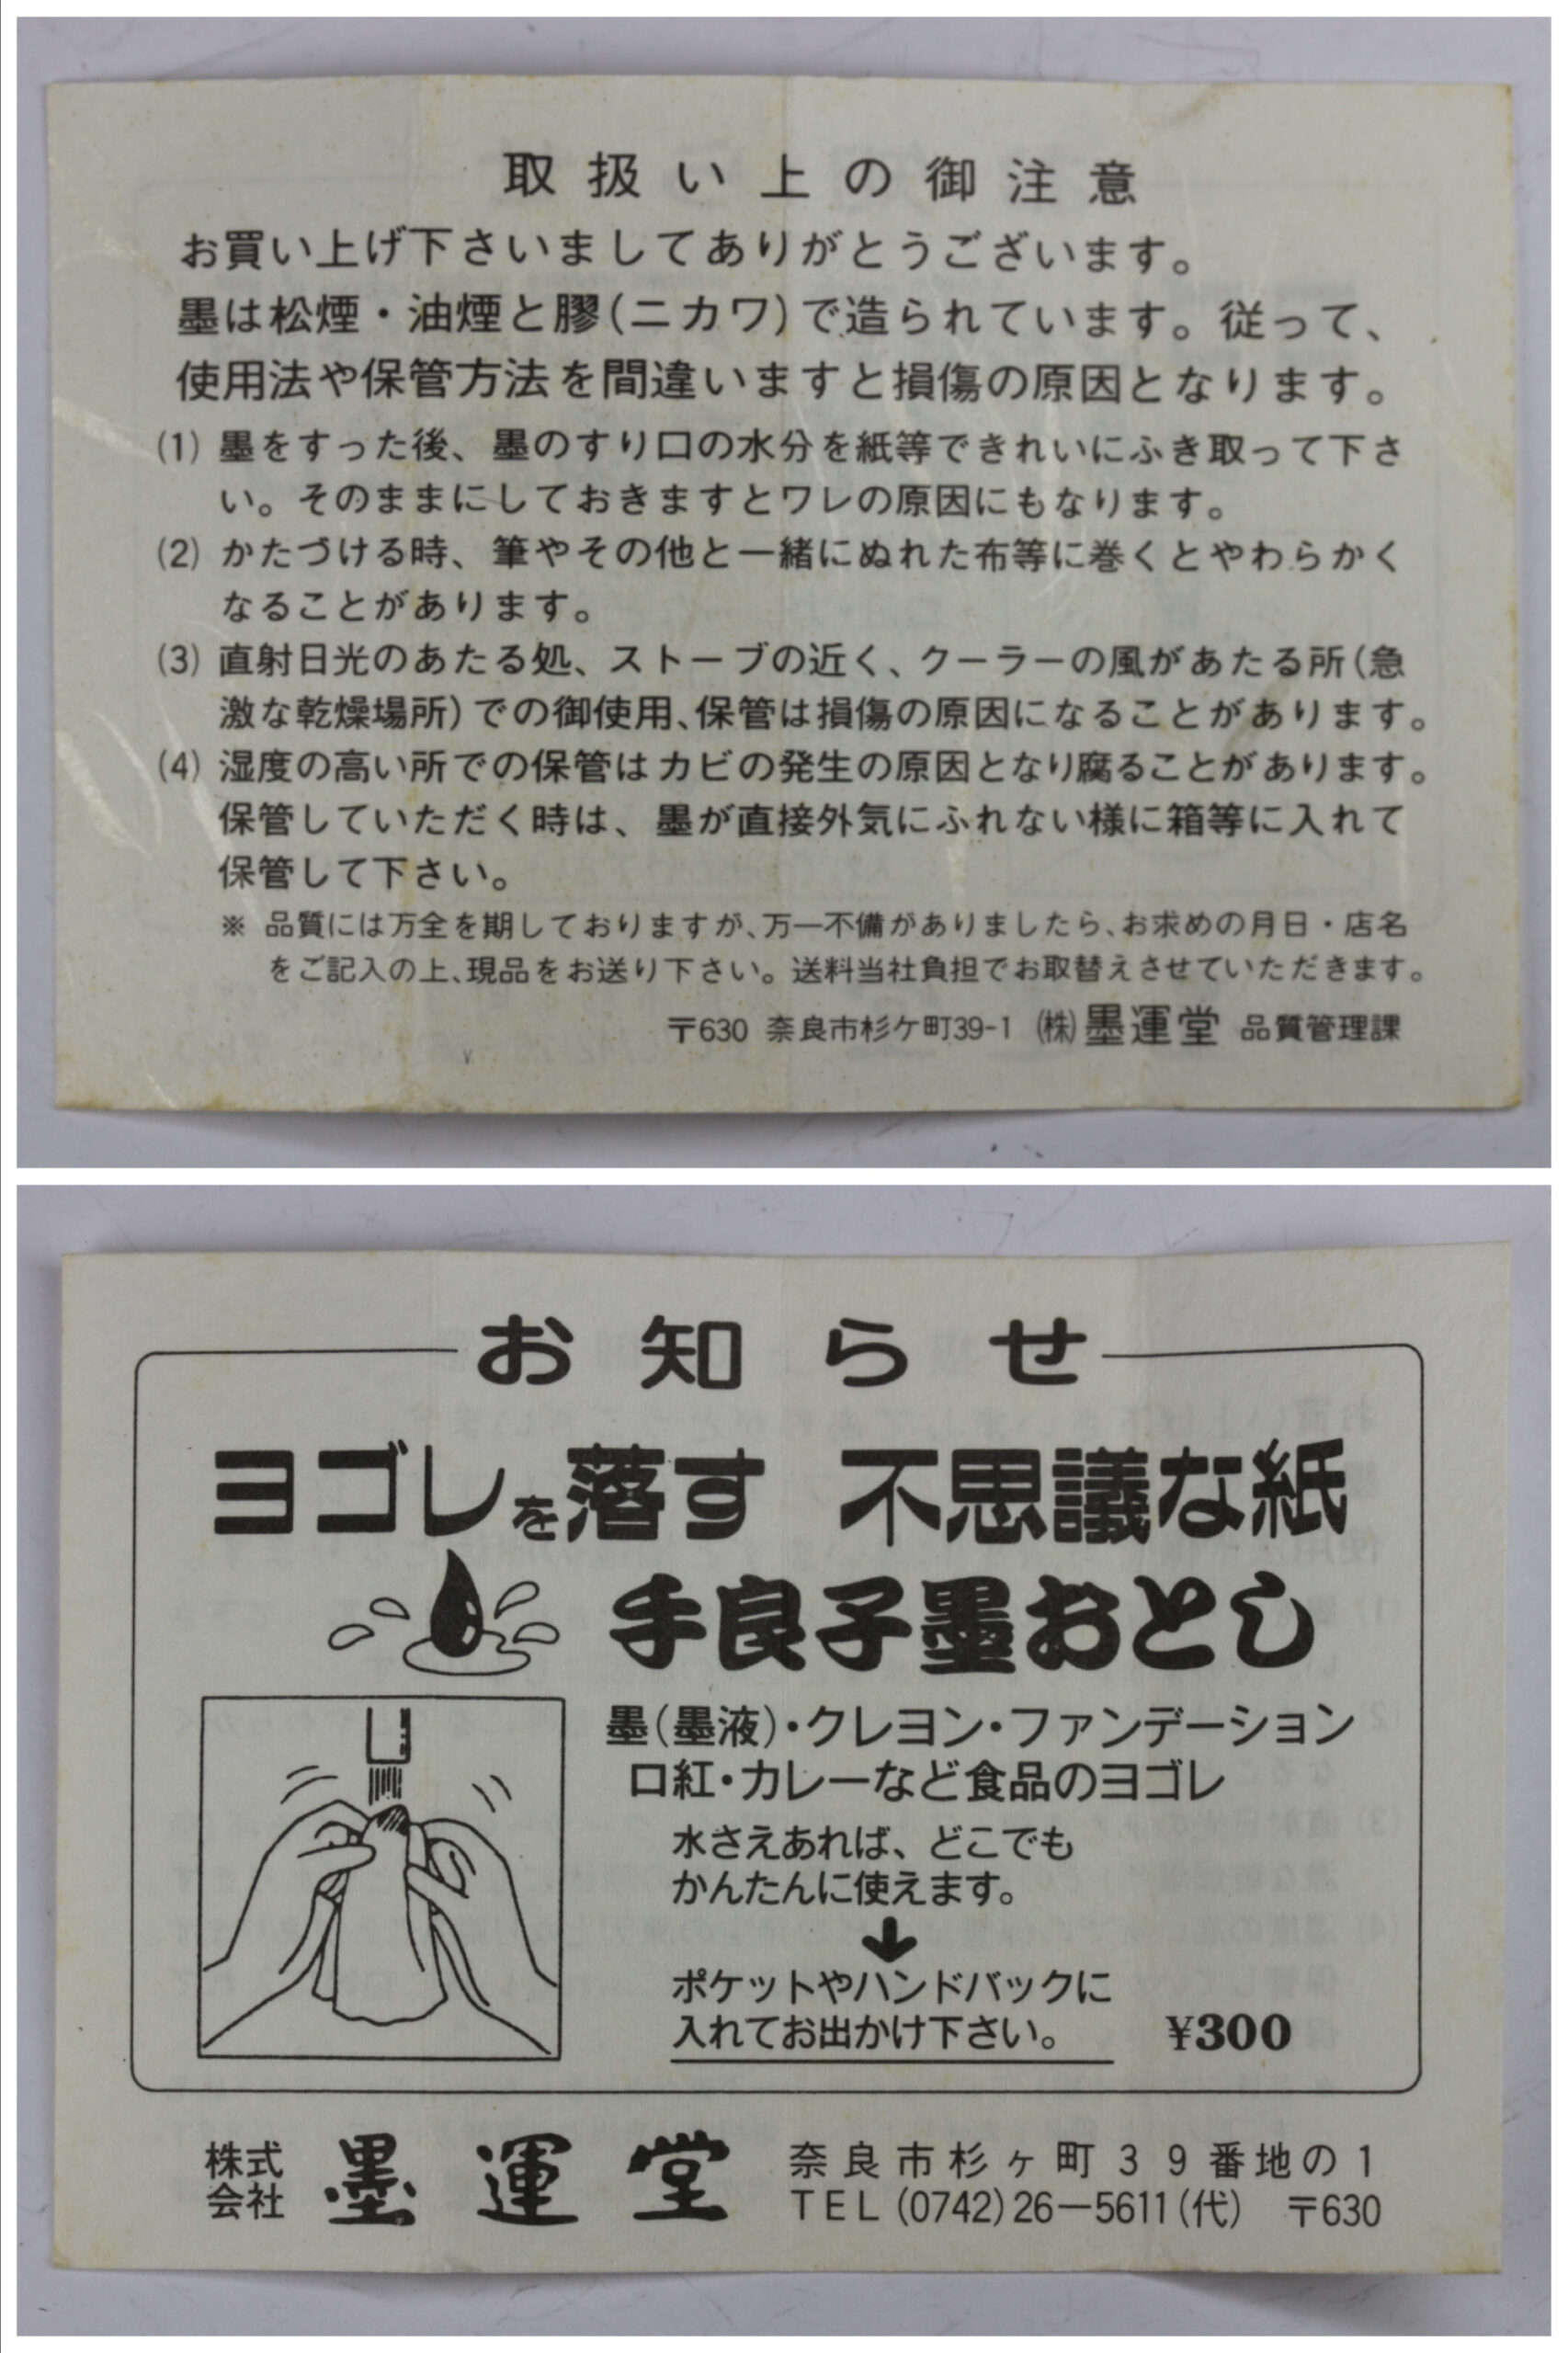 取扱い上の御注意
お買い上げ下さいましてありがとうございます。
墨は松煙・油煙と膠(ニカワ)で造られています。従って、
使用法や保管方法を間違いますと損傷の原因となります。
(1) 墨をすった後、墨のすり口の水分を紙等できれいにふき取って下さ
い。そのままにしておきますとワレの原因にもなります。
(2) かたづける時、筆やその他と一緒にぬれた布等に巻くとやわらかく
なることがあります。
(3) 直射日光のあたる処、ストーブの近く、クーラーの風があたる所(急
激な乾燥場所)での御使用、保管は損傷の原因になることがあります。
(4) 湿度の高い所での保管はカビの発生の原因となり腐ることがあります。
保管していただく時は、墨が直接外気にふれない様に箱等に入れて
保管して下さい。
※ 品質には万全を期しておりますが、万一不備がありましたら、お求めの月日・店名
をご記入の上、現品をお送り下さい。送料当社負担でお取替えさせていただきます。
〒630 奈良市杉ケ町39-1 ㈱墨運堂 品質管理課
お知らせ
ヨゴレを落す 不思議な紙
手良子墨おとし
墨(墨液)・クレヨン・ファンデーション
口紅・カレーなど食品のヨゴレ
水さえあれば、どこでも
かんたんに使えます。
↓
ポケットやハンドバックに
入れてお出かけ下さい。 ¥300
株式会社 墨運堂
奈良市杉ヶ町39番地の1
TEL(0742)26-5611(代) 〒630